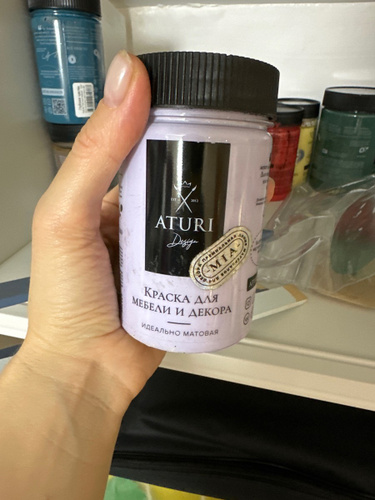 ATURI
Design
MIA
КРАСКА ДЛЯ
МЕБЕЛИ И ДЕКОРА
ИДЕАЛЬНО МАТОВАЯ